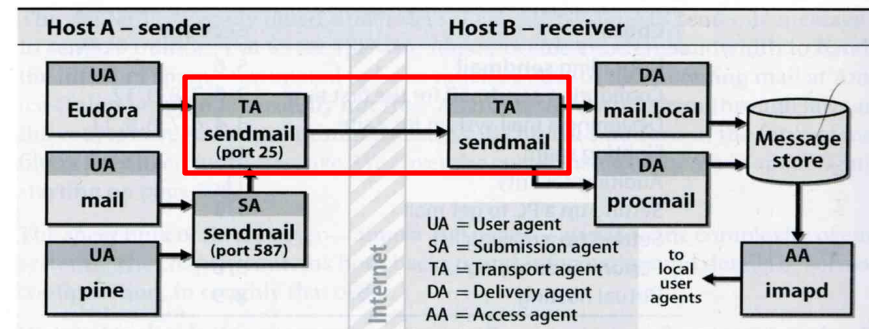 Host A – sender
Host B – receiver
UA
Eudora
UA
mail
UA
pine
TA
sendmail
(port 25)
SA
sendmail
(port 587)
Internet
TA
sendmail
DA
mail.local
DA
procmail
Message
store
UA = User agent
SA = Submission agent
TA = Transport agent
DA = Delivery agent
AA = Access agent
to
local
user
agents
AA
imapd